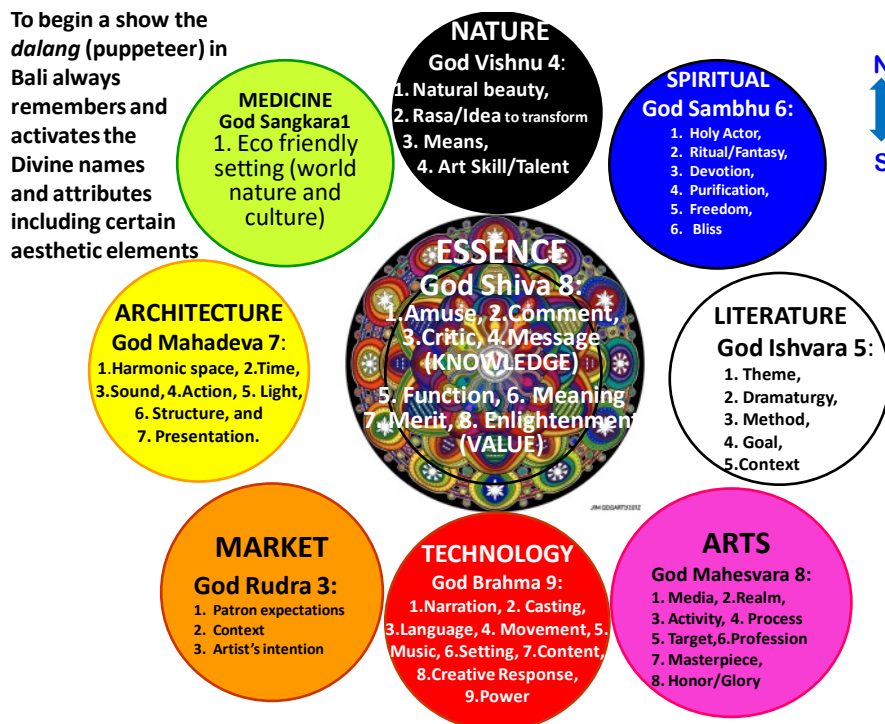 To begin a show the
dalang (puppeteer) in
Bali always
remembers and
activates the
Divine names
and attributes
including certain
aesthetic elements
NATURE
God Vishnu 4:
1. Natural beauty,
2. Rasa/Idea to transform
3. Means,
4. Art Skill/Talent
MEDICINE
God Sangkara1
1. Eco friendly
setting (world
nature and
culture)
SPIRITUAL
God Sambhu 6:
1. Holy Actor,
2. Ritual/Fantasy,
3. Devotion,
4. Purification,
5. Freedom,
6. Bliss
N
S
ESSENCE
God Shiva 8:
1.Amuse, 2.Comment,
3.Critic, 4.Message
(KNOWLEDGE)
5. Function, 6. Meaning
7. Merit, 8. Enlightenment
(VALUE)
ARCHITECTURE
God Mahadeva 7:
1.Harmonic space, 2.Time,
3.Sound, 4.Action, 5. Light,
6. Structure, and
7. Presentation.
LITERATURE
God Ishvara 5:
1. Theme,
2. Dramaturgy,
3. Method,
4. Goal,
5.Context
MARKET
God Rudra 3:
1. Patron expectations
2. Context
3. Artist's intention
TECHNOLOGY
God Brahma 9:
1.Narration, 2. Casting,
3.Language, 4. Movement, 5.
Music, 6.Setting, 7.Content,
8.Creative Response,
9.Power
ARTS
God Mahesvara 8:
1. Media, 2.Realm,
3. Activity, 4. Process
5. Target,6.Profession
7. Masterpiece,
8. Honor/Glory